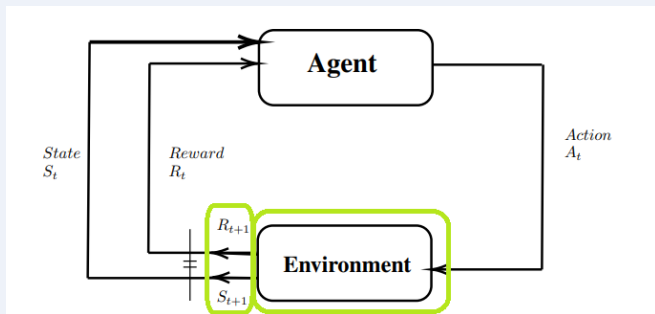 Agent
State
S_t
Reward
R_t
Action
A_t
R_{t+1}
Environment
S_{t+1}